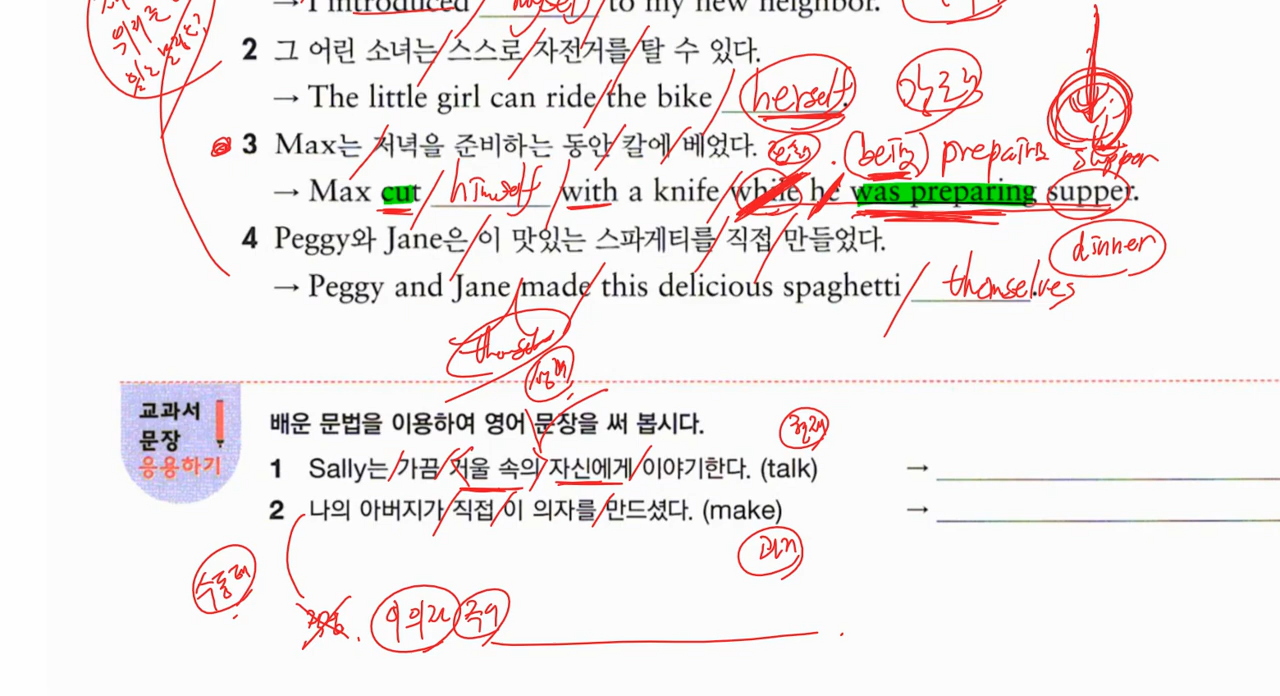 → I introduced to my new neighbor.
2 그 어린 소녀는 스스로 자전거를 탈 수 있다.
→ The little girl can ride the bike herself.
3 Max는 저녁을 준비하는 동안 칼에 베었다. (being) preparing supper
→ Max cut himself with a knife while he was preparing supper.
dinner
4 Peggy와 Jane은 이 맛있는 스파게티를 직접 만들었다.
→ Peggy and Jane made this delicious spaghetti themselves.
교과서
문장
응용하기
배운 문법을 이용하여 영어 문장을 써 봅시다.
현재
1 Sally는 가끔 거울 속의 자신에게 이야기한다. (talk) →
2 나의 아버지가 직접 이 의자를 만드셨다. (make) →
과거
수동태
이 의자 주어